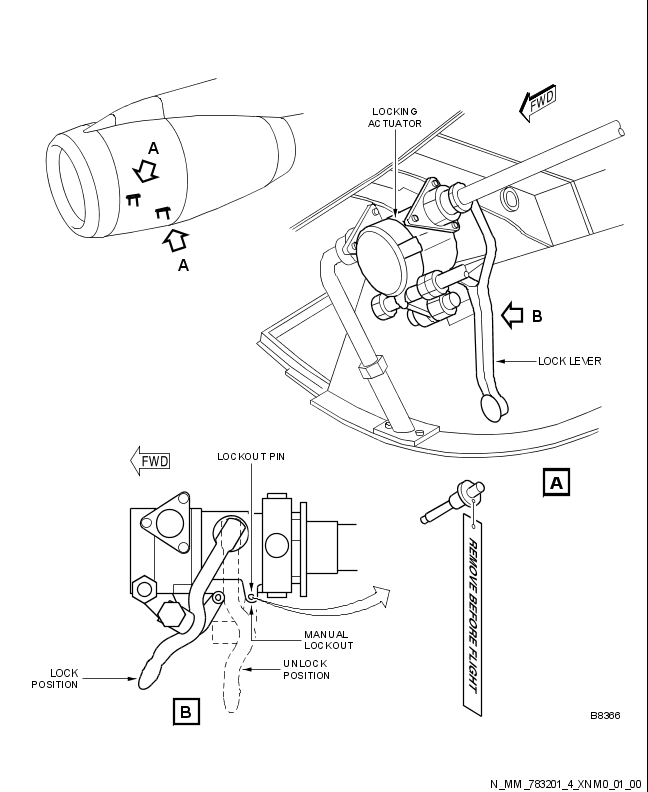 FWD
LOCKING
ACTUATOR
A
A
B
LOCK LEVER
A
LOCKOUT PIN
FWD
REMOVE BEFORE FLIGHT
MANUAL
LOCKOUT
UNLOCK
POSITION
LOCK
POSITION
B
B8366
N_MM_783201_4_XNM0_01_00